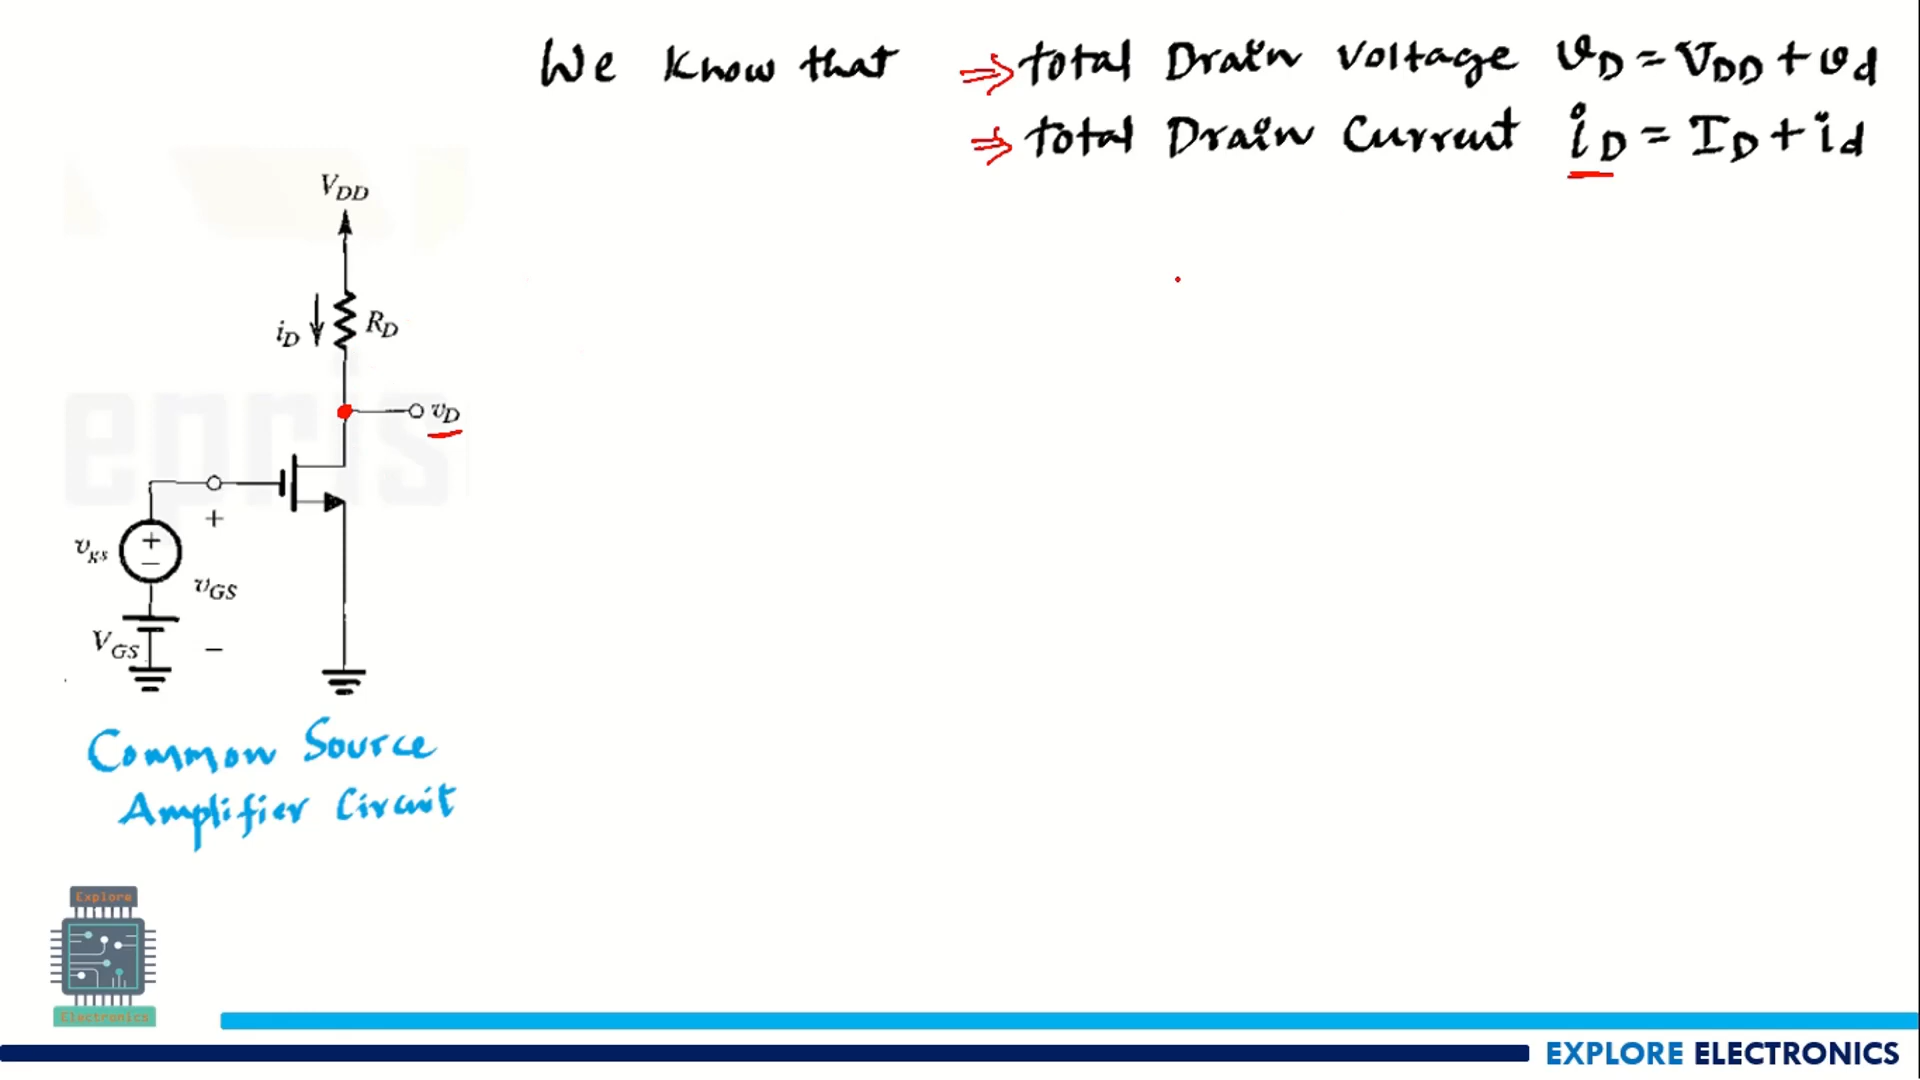 We know that ⇒ total Drain Voltage vD = VDD + vd
⇒ total Drain Current iD = ID + id
VDD
iD
RD
vD
+
vgs
+
−
vGS
VGS
−
Common Source
Amplifier Circuit
epris
Explore
Electronics
EXPLORE ELECTRONICS